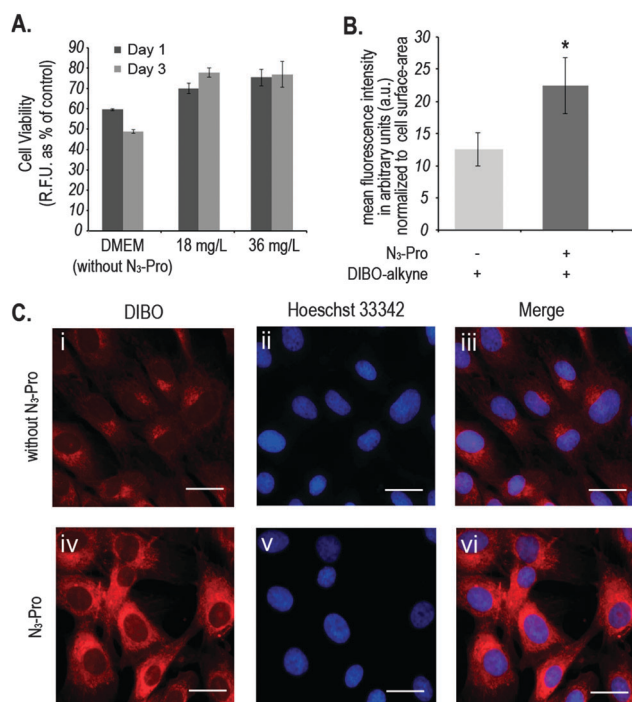 A.
Day 1
Day 3
Cell Viability
(R.F.U. as % of control)
90
80
70
60
50
40
30
20
10
0
DMEM
(without N₃-Pro)
18 mg/L
36 mg/L
B.
mean fluorescence intensity
in arbitrary units (a.u.)
normalized to cell surface-area
30
25
20
15
10
5
0
*
N₃-Pro - +
DIBO-alkyne + +
C.
DIBO
Hoeschst 33342
Merge
without N₃-Pro
i
ii
iii
N₃-Pro
iv
v
vi